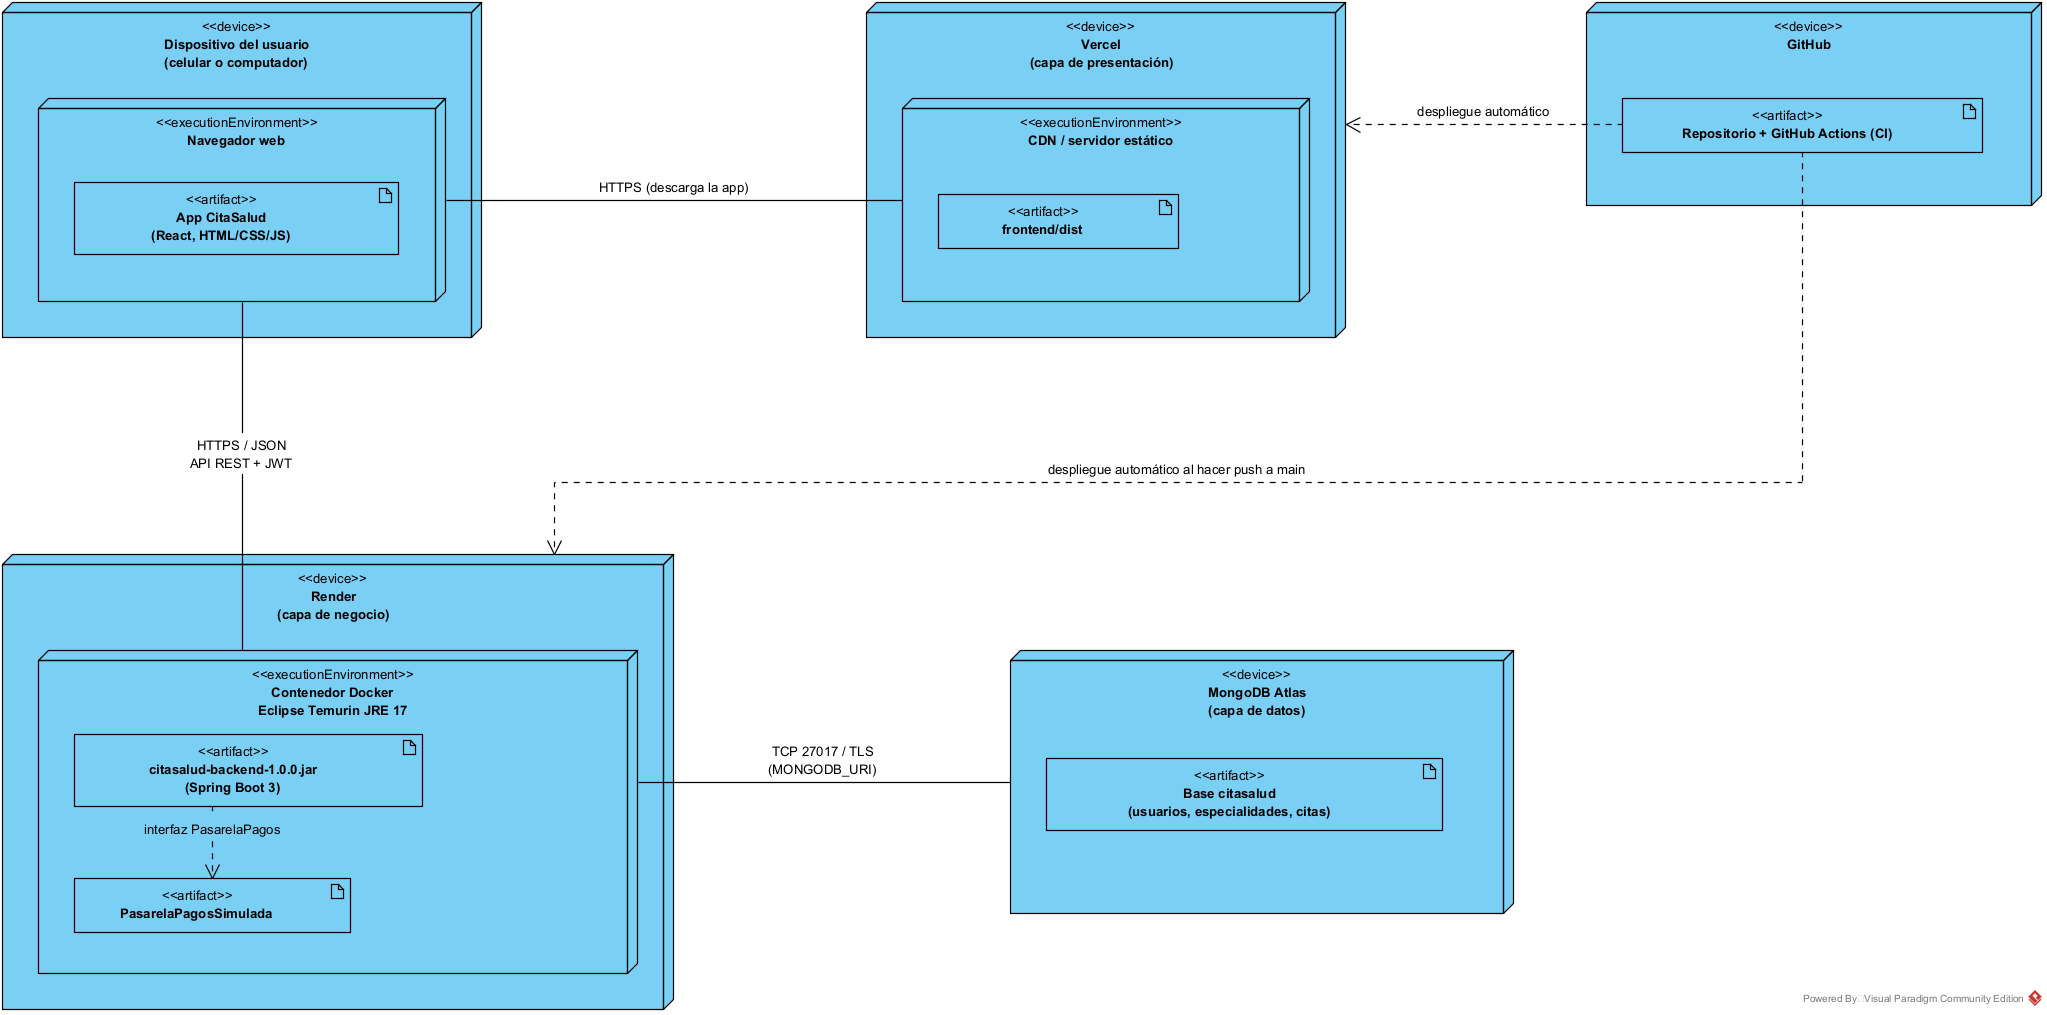 <<device>>
Dispositivo del usuario
(celular o computador)
<<executionEnvironment>>
Navegador web
<<artifact>>
App CitaSalud
(React, HTML/CSS/JS)
HTTPS (descarga la app)
<<device>>
Vercel
(capa de presentación)
<<executionEnvironment>>
CDN / servidor estático
<<artifact>>
frontend/dist
despliegue automático
<<device>>
GitHub
<<artifact>>
Repositorio + GitHub Actions (CI)
HTTPS / JSON
API REST + JWT
despliegue automático al hacer push a main
<<device>>
Render
(capa de negocio)
<<executionEnvironment>>
Contenedor Docker
Eclipse Temurin JRE 17
<<artifact>>
citasalud-backend-1.0.0.jar
(Spring Boot 3)
interfaz PasarelaPagos
<<artifact>>
PasarelaPagosSimulada
TCP 27017 / TLS
(MONGODB_URI)
<<device>>
MongoDB Atlas
(capa de datos)
<<artifact>>
Base citasalud
(usuarios, especialidades, citas)
Powered By Visual Paradigm Community Edition